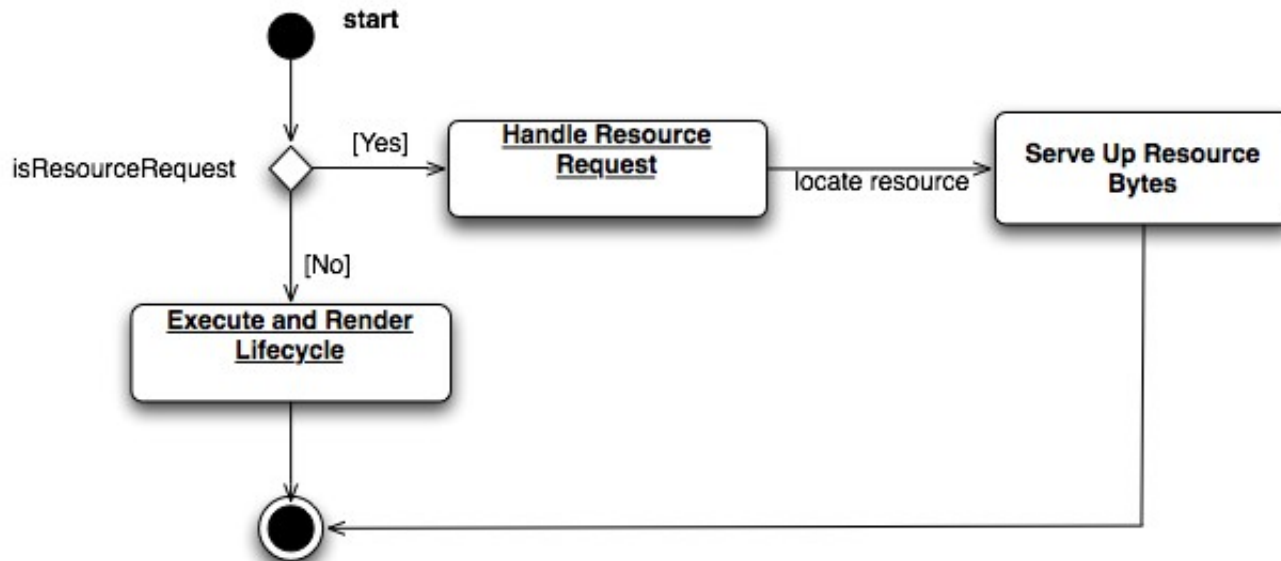 start
[Yes]
isResourceRequest
Handle Resource
Request
locate resource
Serve Up Resource
Bytes
[No]
Execute and Render
Lifecycle